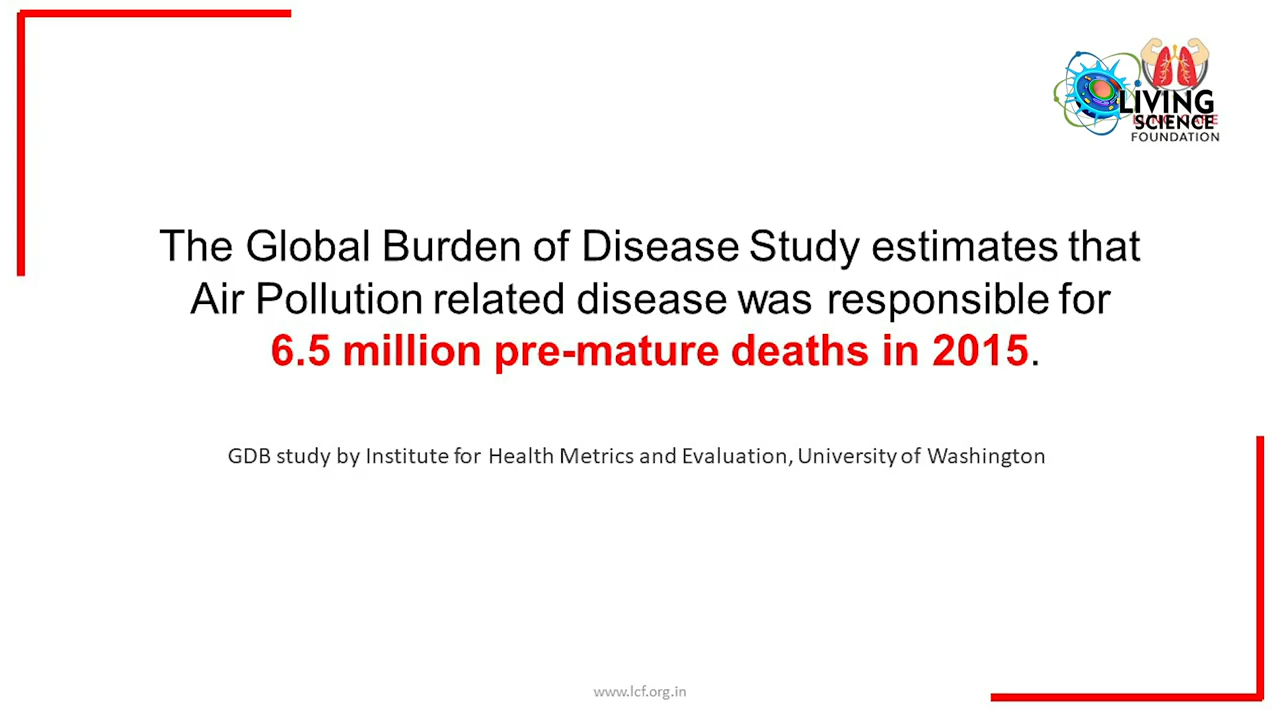 LIVING
SCIENCE
FOUNDATION
The Global Burden of Disease Study estimates that
Air Pollution related disease was responsible for
6.5 million pre-mature deaths in 2015.
GDB study by Institute for Health Metrics and Evaluation, University of Washington
www.lcf.org.in